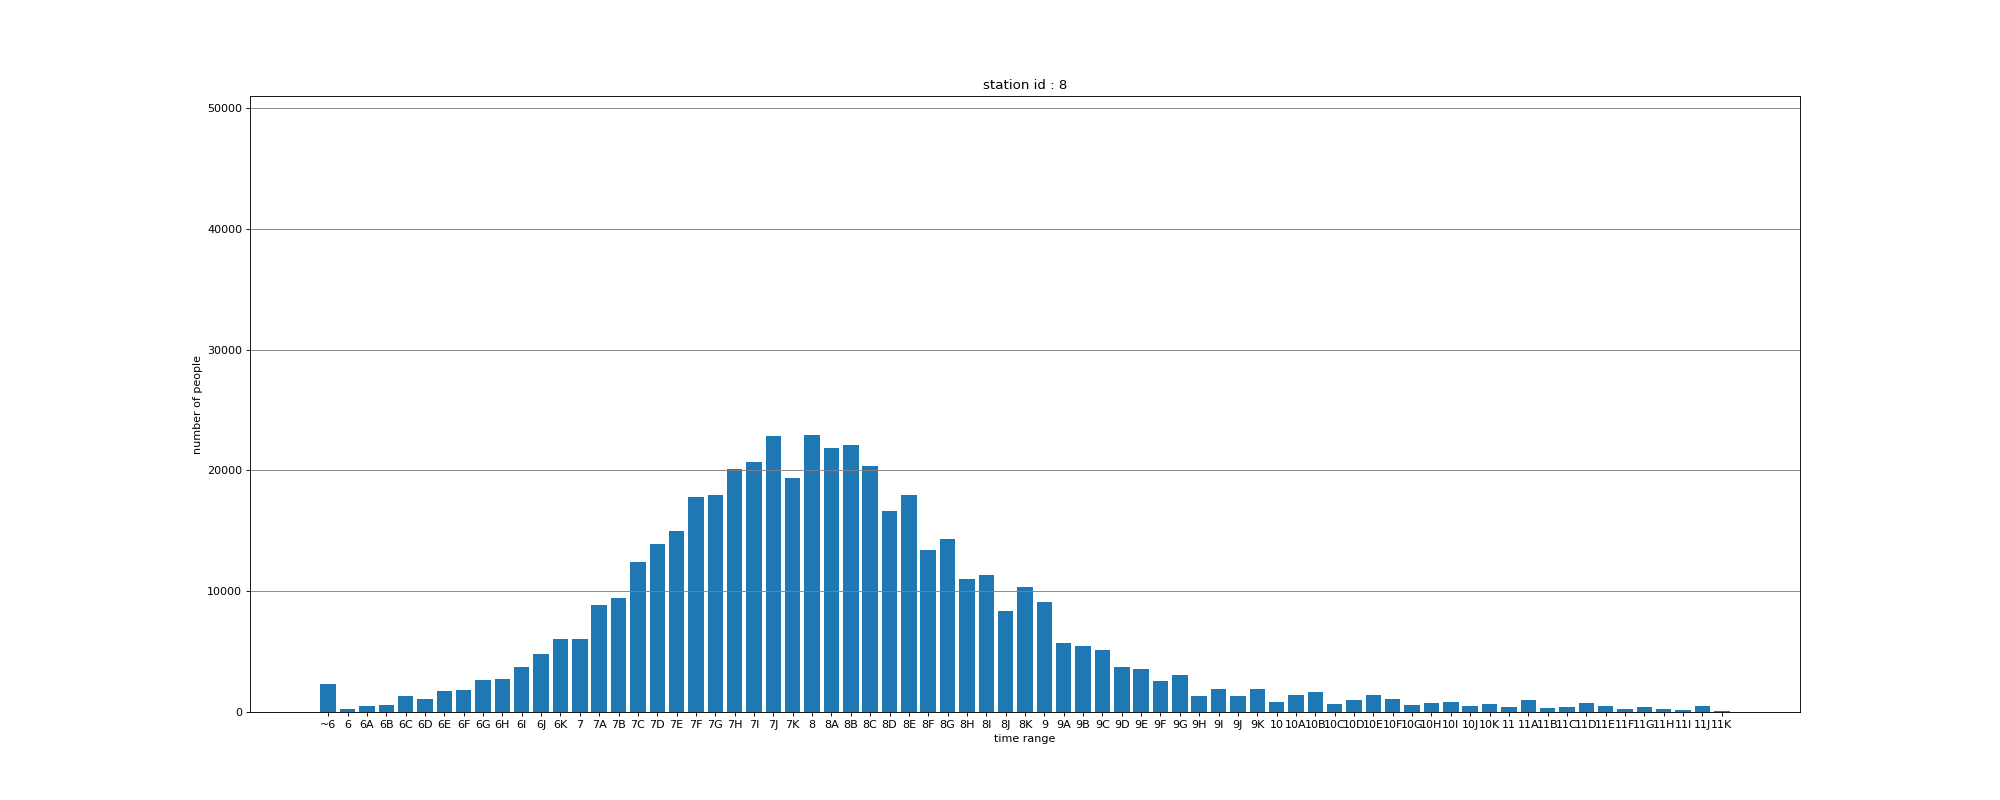 station id : 8
50000
40000
30000
20000
10000
0
number of people
~6 6 6A 6B 6C 6D 6E 6F 6G 6H 6I 6J 6K 7 7A 7B 7C 7D 7E 7F 7G 7H 7I 7J 7K 8 8A 8B 8C 8D 8E 8F 8G 8H 8I 8J 8K 9 9A 9B 9C 9D 9E 9F 9G 9H 9I 9J 9K 10 10A 10B 10C 10D 10E 10F 10G 10H 10I 10J 10K 11 11A 11B 11C 11D 11E 11F 11G 11H 11I 11J 11K
time range